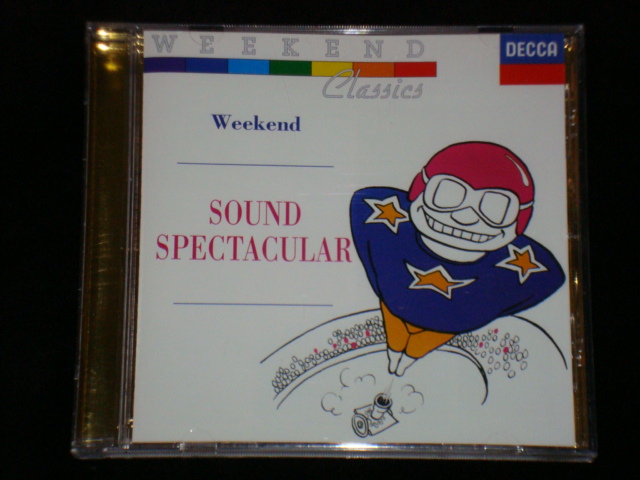 WEEKEND
DECCA
Classics
Weekend
SOUND
SPECTACULAR